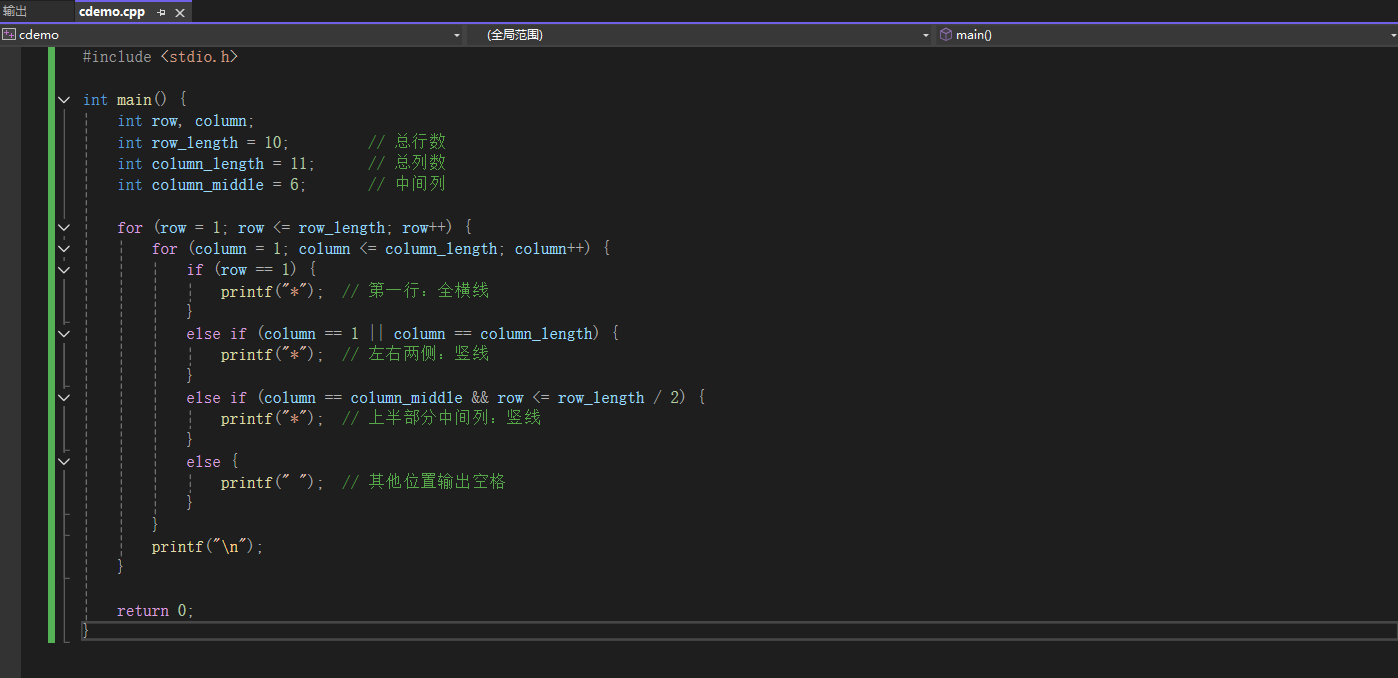 输出 cdemo.cpp
cdemo (全局范围) main()
#include <stdio.h>
int main() {
int row, column;
int row_length = 10; // 总行数
int column_length = 11; // 总列数
int column_middle = 6; // 中间列
for (row = 1; row <= row_length; row++) {
for (column = 1; column <= column_length; column++) {
if (row == 1) {
printf("*"); // 第一行: 全横线
}
else if (column == 1 || column == column_length) {
printf("*"); // 左右两侧: 竖线
}
else if (column == column_middle && row <= row_length / 2) {
printf("*"); // 上半部分中间列: 竖线
}
else {
printf(" "); // 其他位置输出空格
}
}
printf("\n");
}
return 0;
}